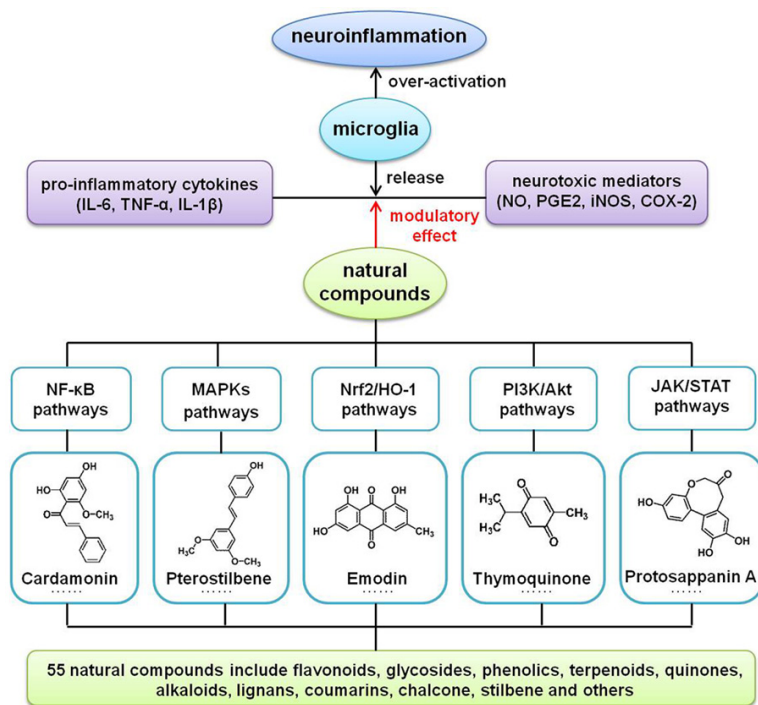 neuroinflammation
over-activation
microglia
release
pro-inflammatory cytokines
(IL-6, TNF-α, IL-1β)
neurotoxic mediators
(NO, PGE2, iNOS, COX-2)
modulatory
effect
natural
compounds
NF-κB
pathways
MAPKs
pathways
Nrf2/HO-1
pathways
PI3K/Akt
pathways
JAK/STAT
pathways
OH
HO
O
O-CH₃
Cardamonin
······
OH
H₃C
O
O-CH₃
Pterostilbene
······
OH
O
OH
HO
CH₃
O
Emodin
······
O
H₃C
CH₃
CH₃
O
Thymoquinone
······
O
O
HO
OH
OH
Protosappanin A
······
55 natural compounds include flavonoids, glycosides, phenolics, terpenoids, quinones,
alkaloids, lignans, coumarins, chalcone, stilbene and others